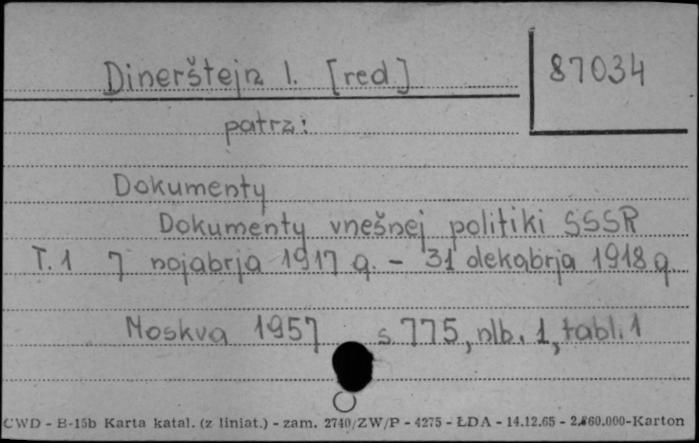 Dinerštejn I. [red] 87034
patrz:
Dokumenty
Dokumenty vnešnej politiki SSSR
T. 1 7 nojabrja 1917 g. - 31 dekabrja 1918 g.
Moskva 1957 s. 775, nlb. 1, tabl. 1
CWD - B-15b Karta katal. (z liniat.) - zam. 2740/ZW/P - 4275 - ŁDA - 14.12.65 - 2.860.000-Karton